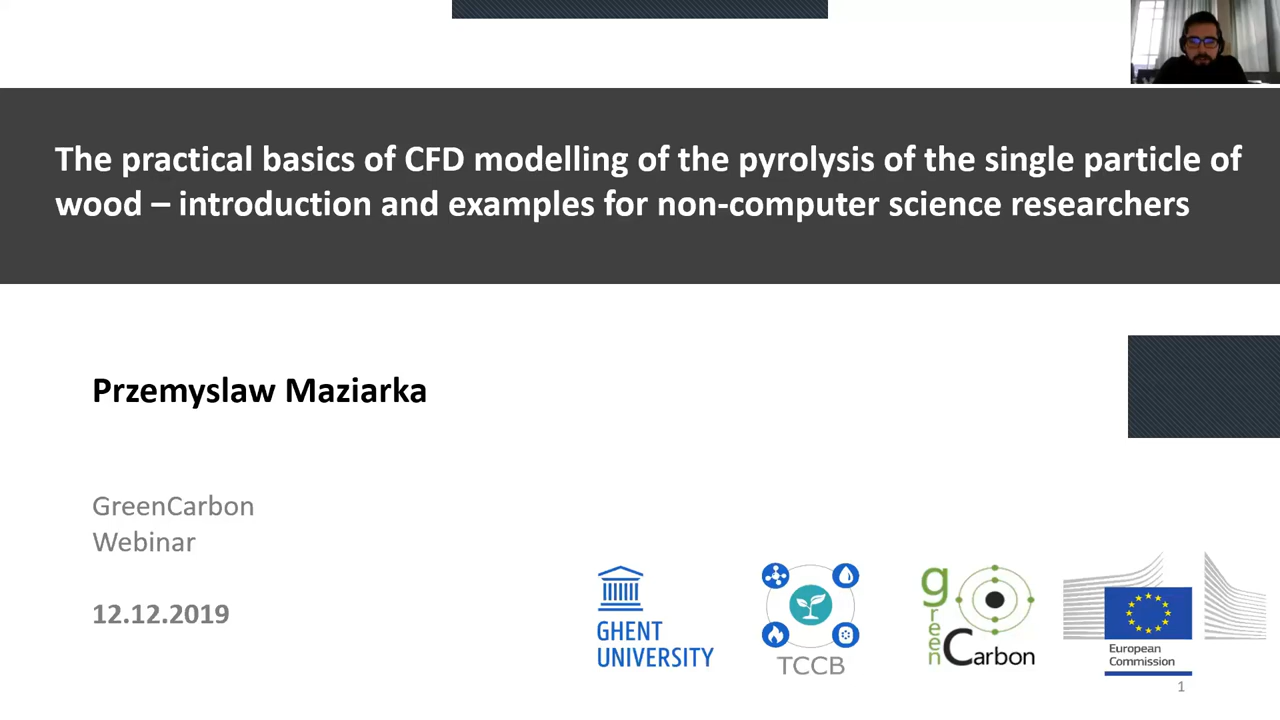 The practical basics of CFD modelling of the pyrolysis of the single particle of
wood – introduction and examples for non-computer science researchers
Przemyslaw Maziarka
GreenCarbon
Webinar
12.12.2019
GHENT
UNIVERSITY
TCCB
green
Carbon
European
Commission
1